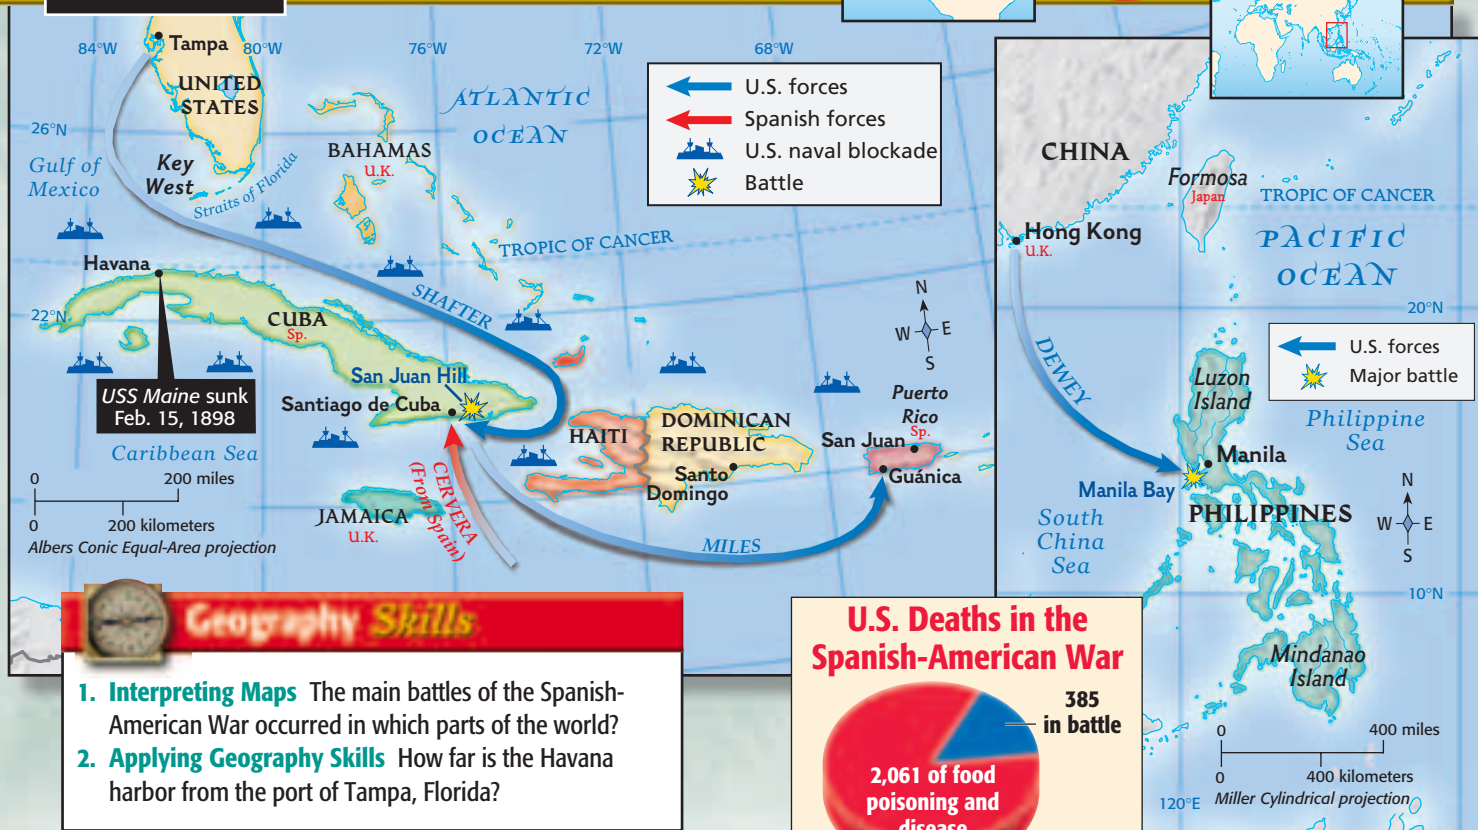 84°W
Tampa
80°W
76°W
72°W
68°W
UNITED
STATES
ATLANTIC
OCEAN
26°N
Gulf of
Mexico
Key
West
Straits of Florida
BAHAMAS
U.K.
TROPIC OF CANCER
U.S. forces
Spanish forces
U.S. naval blockade
Battle
Havana
SHAFTER
22°N
CUBA
Sp.
San Juan Hill
Santiago de Cuba
USS Maine sunk
Feb. 15, 1898
Caribbean Sea
0 200 miles
0 200 kilometers
Albers Conic Equal-Area projection
JAMAICA
U.K.
CERVERA
(From Spain)
HAITI
DOMINICAN
REPUBLIC
Santo
Domingo
MILES
N
W E
S
Puerto
Rico
Sp.
San Juan
Guánica
CHINA
Formosa
Japan
TROPIC OF CANCER
Hong Kong
U.K.
PACIFIC
OCEAN
20°N
U.S. forces
Major battle
DEWEY
Luzon
Island
Philippine
Sea
Manila
Manila Bay
PHILIPPINES
South
China
Sea
N
W E
S
10°N
Mindanao
Island
0 400 miles
0 400 kilometers
120°E
Miller Cylindrical projection
Geography Skills
1. Interpreting Maps The main battles of the Spanish-
American War occurred in which parts of the world?
2. Applying Geography Skills How far is the Havana
harbor from the port of Tampa, Florida?
U.S. Deaths in the
Spanish-American War
385
in battle
2,061 of food
poisoning and
disease